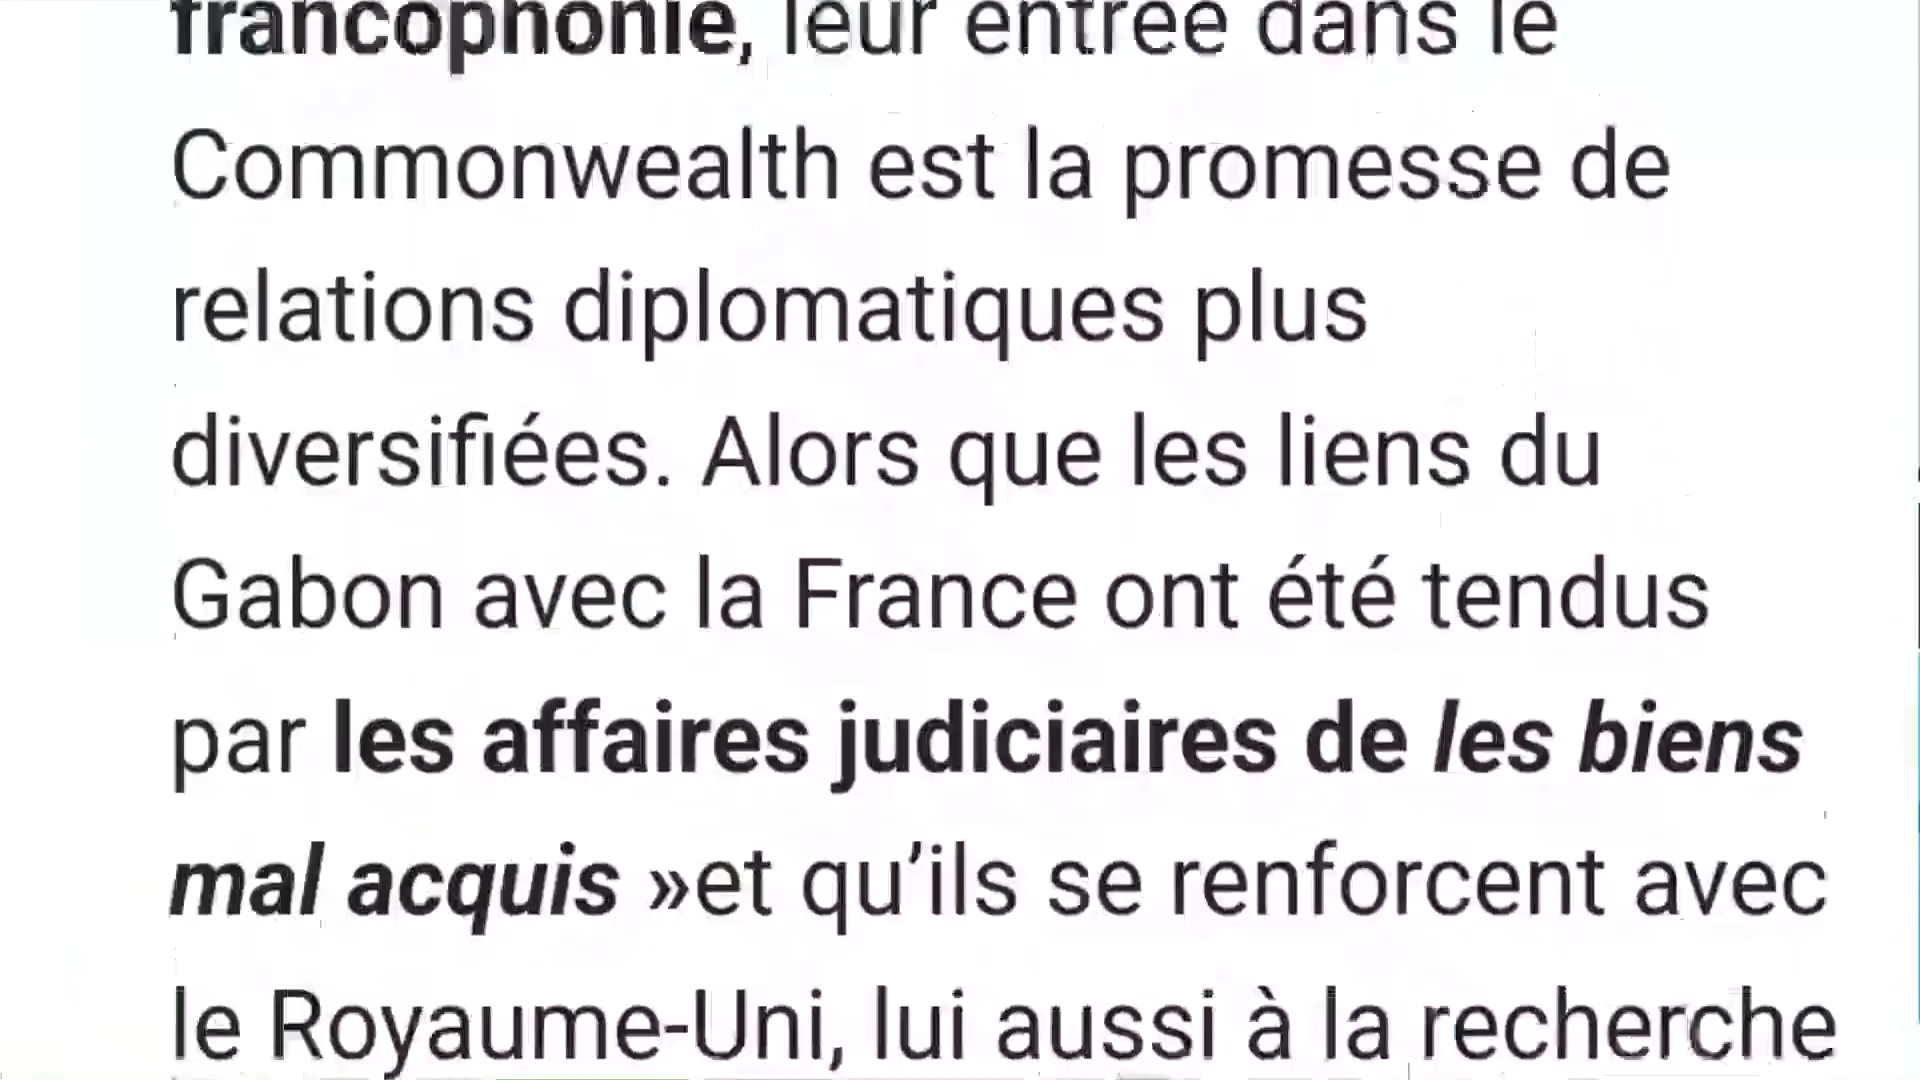 francophonie, leur entrée dans le
Commonwealth est la promesse de
relations diplomatiques plus
diversifiées. Alors que les liens du
Gabon avec la France ont été tendus
par les affaires judiciaires de les biens
mal acquis »et qu’ils se renforcent avec
le Royaume-Uni, lui aussi à la recherche